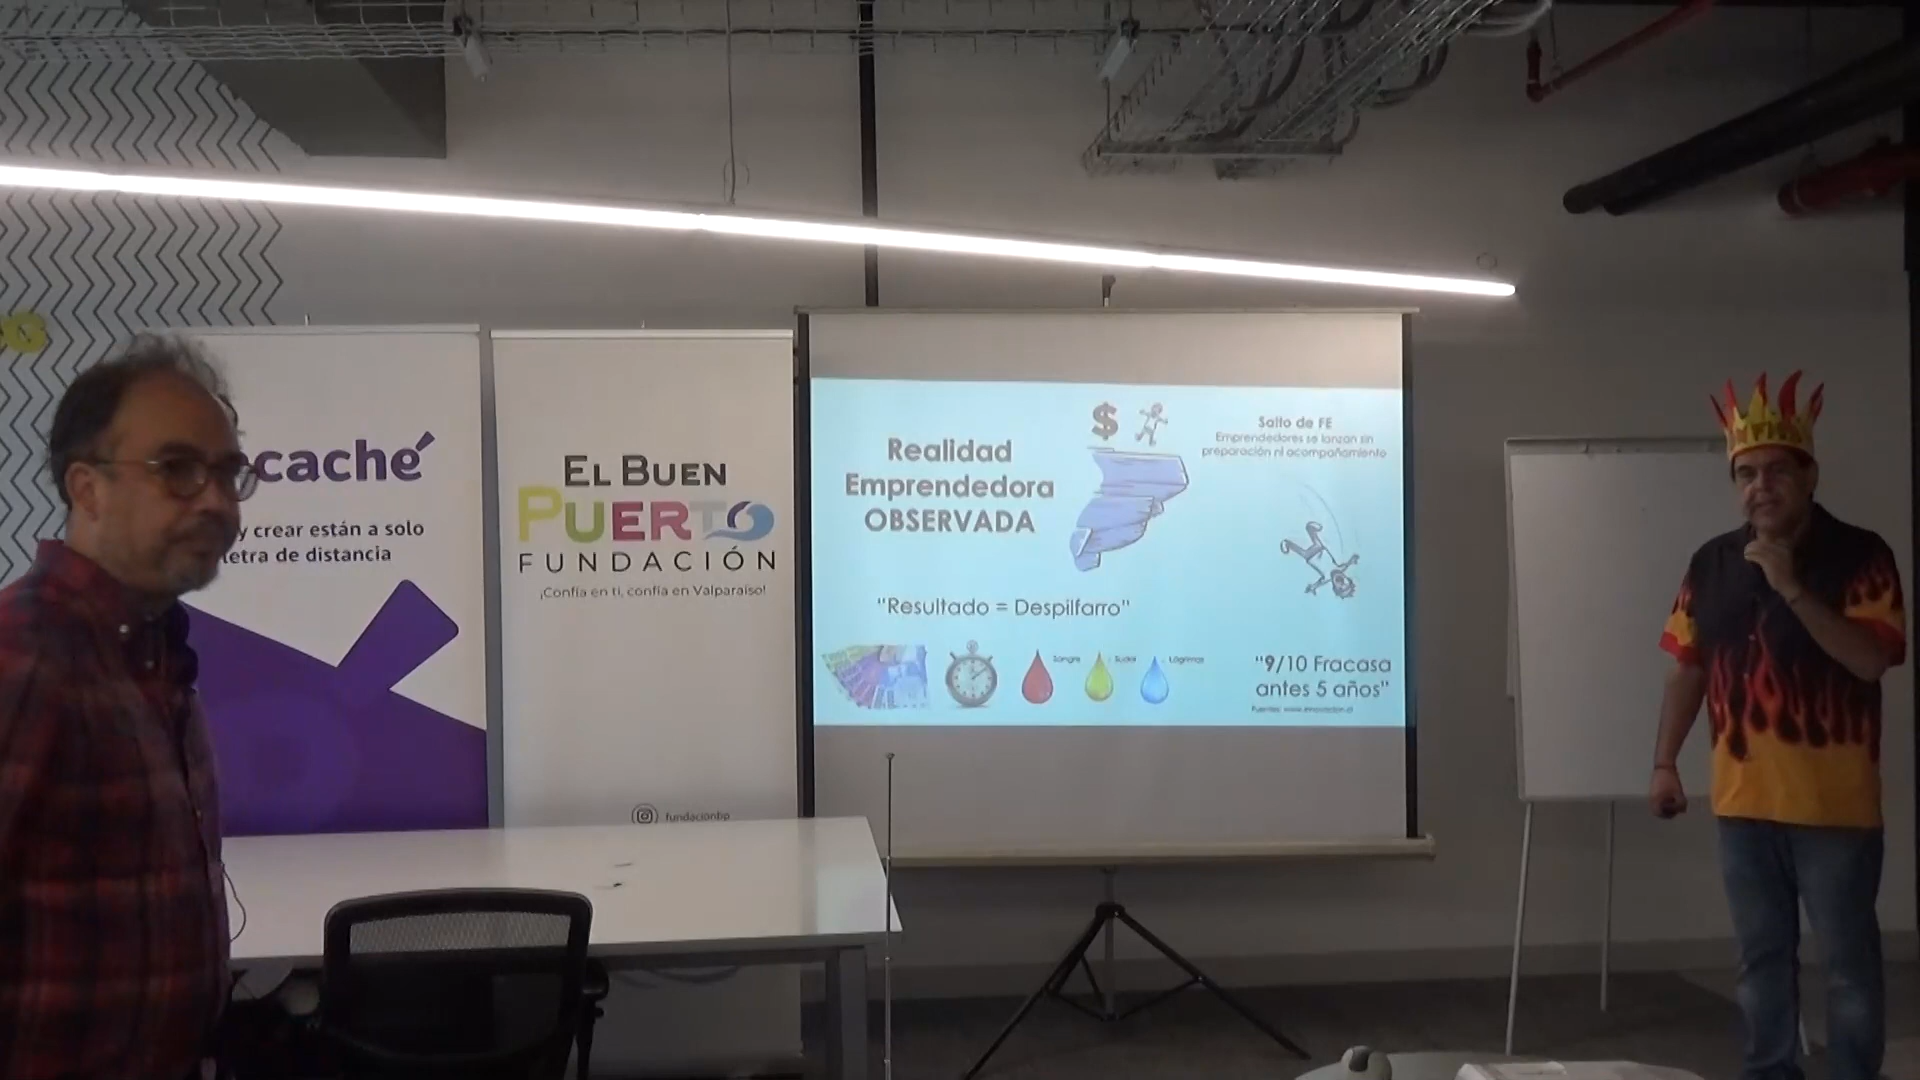 caché
y crear están a solo
letra de distancia
EL BUEN
PUERTO
FUNDACIÓN
¡Confía en ti, confía en Valparaíso!
fundacionbp
Realidad
Emprendedora
OBSERVADA
$
Salto de FE
Emprendedores se lanzan sin
preparación ni acompañamiento
"Resultado = Despilfarro"
Sangre
Sudor
Lágrimas
"9/10 Fracasa
antes 5 años"